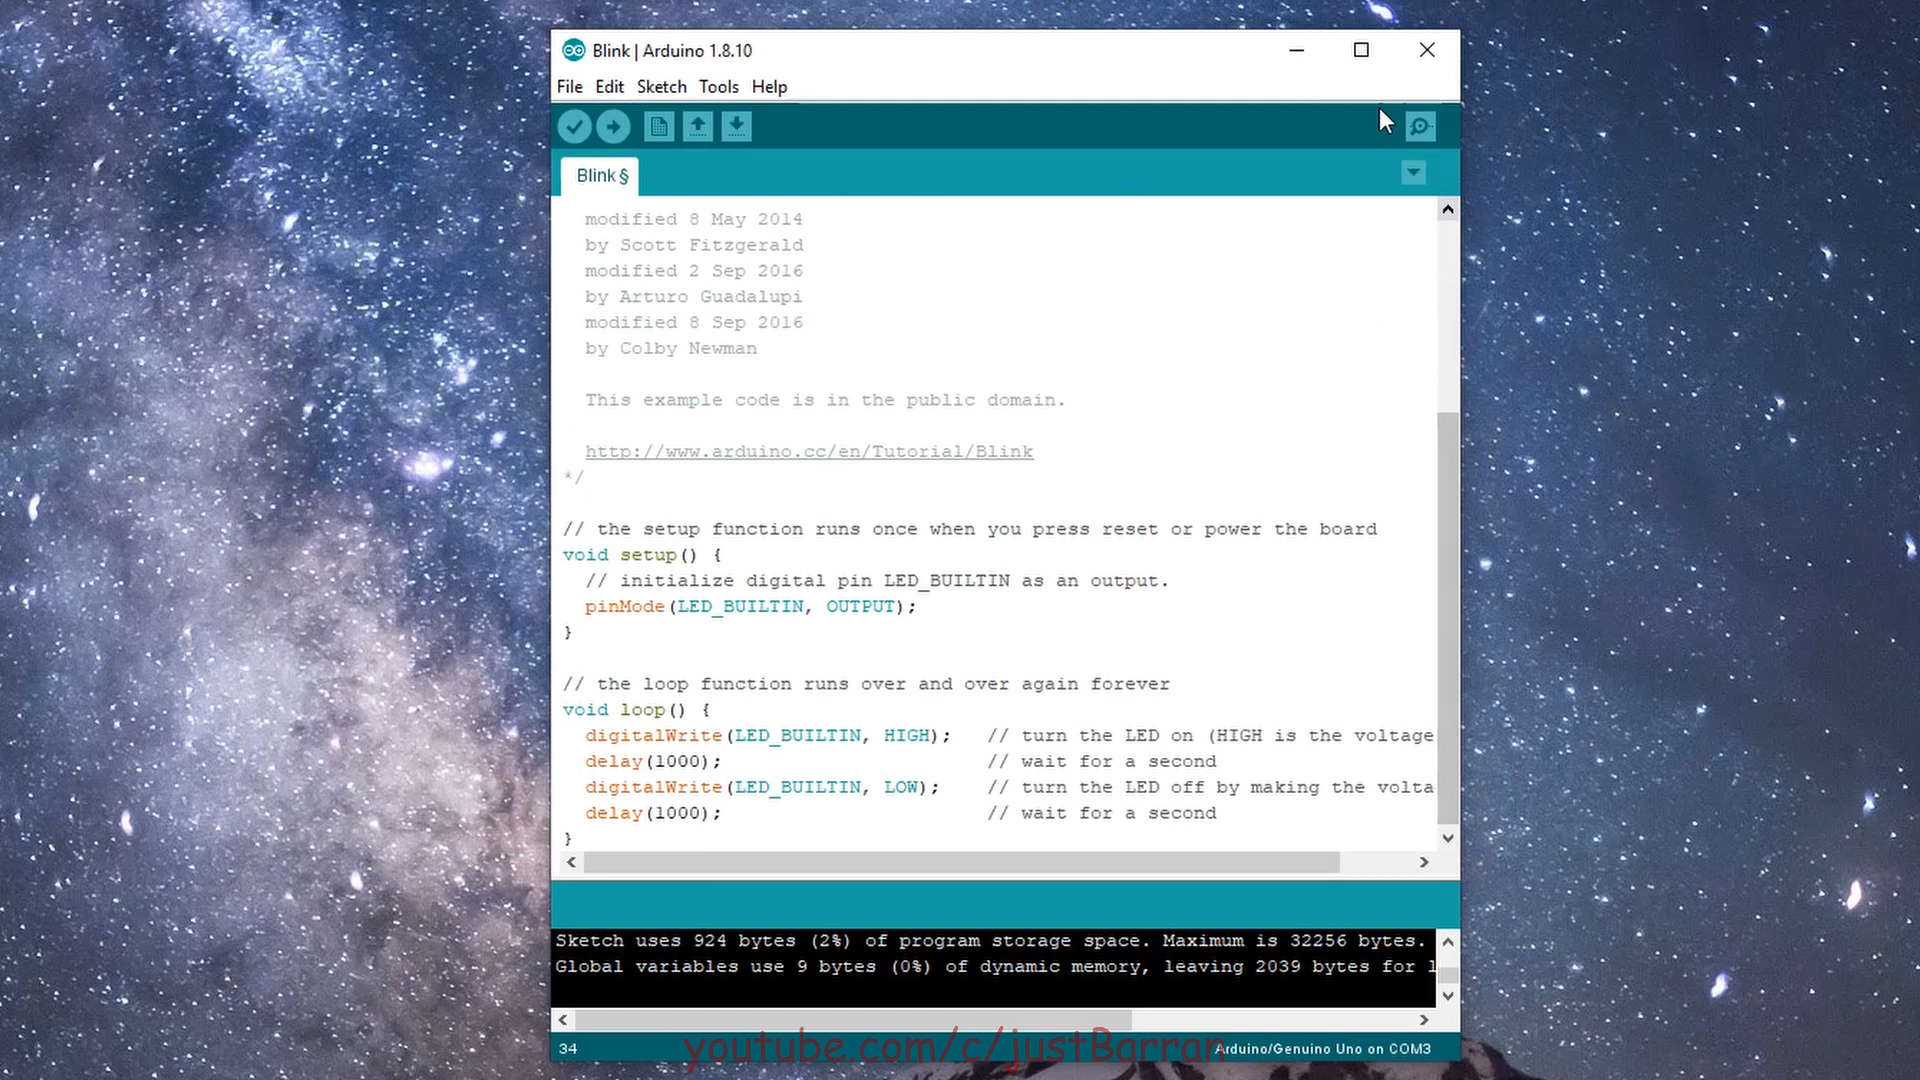 Blink | Arduino 1.8.10
File Edit Sketch Tools Help
Blink §
modified 8 May 2014
by Scott Fitzgerald
modified 2 Sep 2016
by Arturo Guadalupi
modified 8 Sep 2016
by Colby Newman
This example code is in the public domain.
http://www.arduino.cc/en/Tutorial/Blink
*/
// the setup function runs once when you press reset or power the board
void setup() {
// initialize digital pin LED_BUILTIN as an output.
pinMode(LED_BUILTIN, OUTPUT);
}
// the loop function runs over and over again forever
void loop() {
digitalWrite(LED_BUILTIN, HIGH); // turn the LED on (HIGH is the voltage
delay(1000); // wait for a second
digitalWrite(LED_BUILTIN, LOW); // turn the LED off by making the volta
delay(1000); // wait for a second
}
Sketch uses 924 bytes (2%) of program storage space. Maximum is 32256 bytes.
Global variables use 9 bytes (0%) of dynamic memory, leaving 2039 bytes for l
34
youtube.com/c/justBarran
Arduino/Genuino Uno on COM3